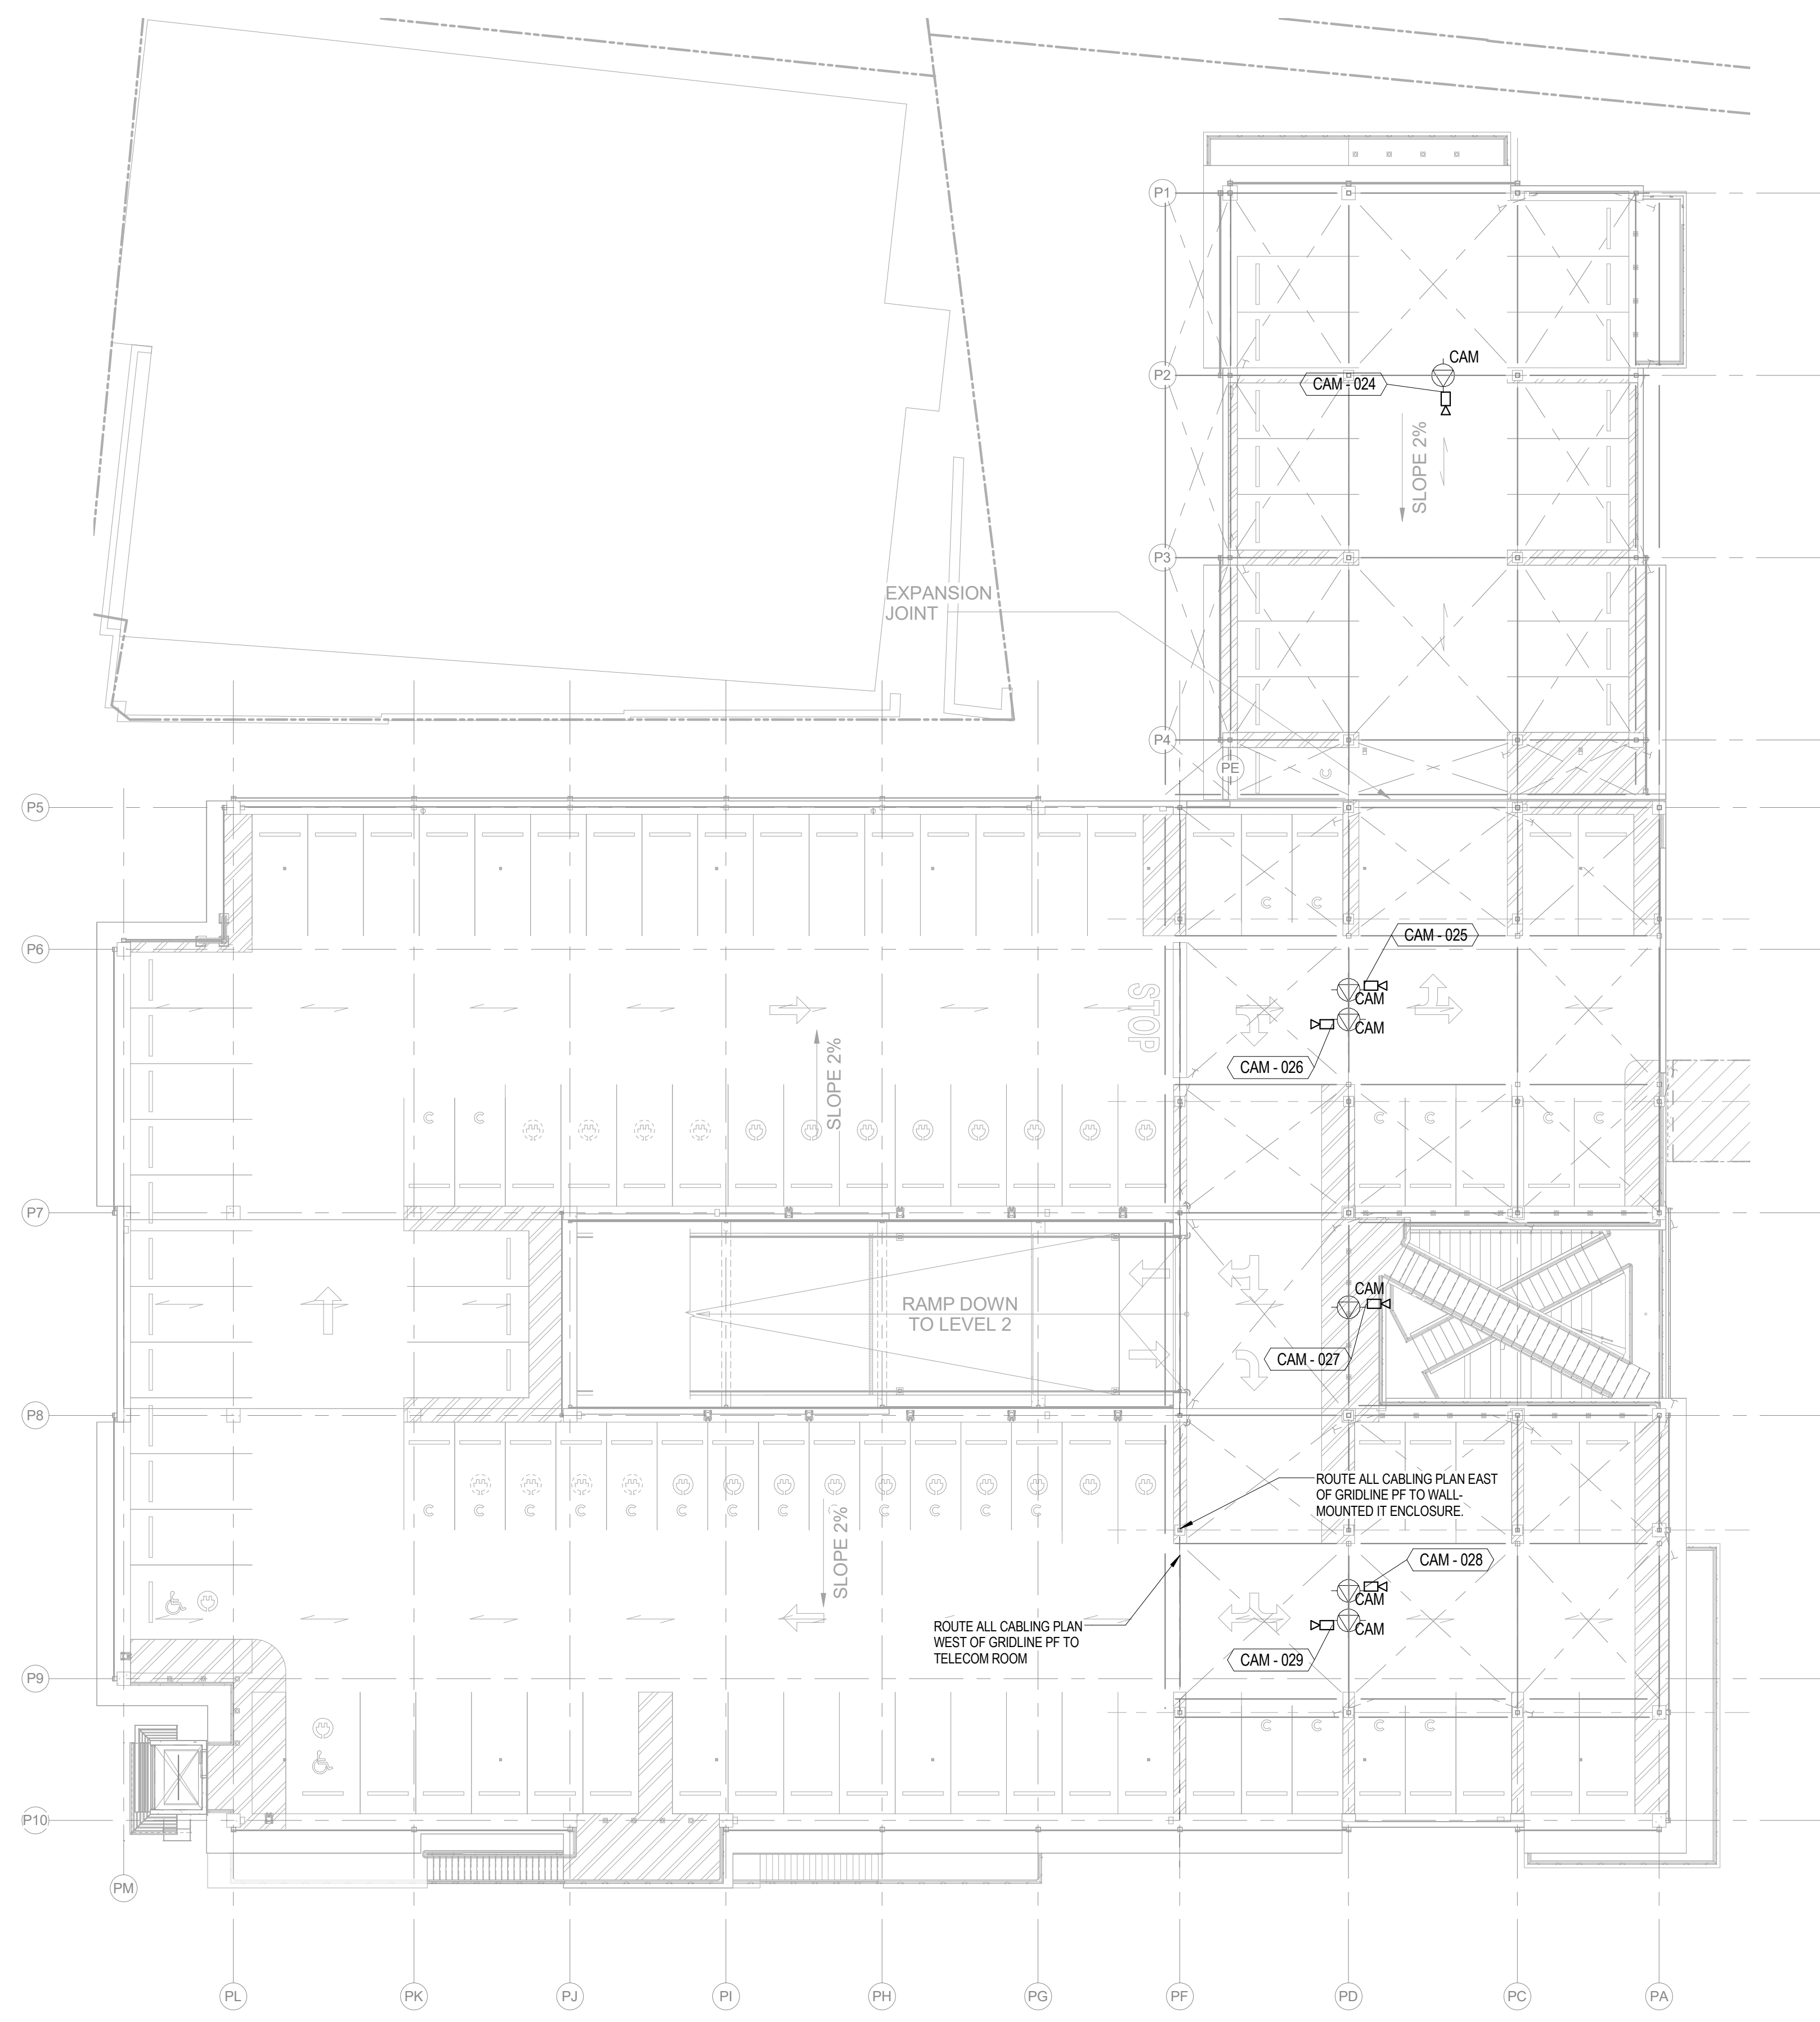 P1
CAM
P2
CAM - 024
SLOPE 2%
P3
EXPANSION
JOINT
P4
PE
C
P5
C
C
P6
CAM - 025
STOP
CAM
CAM
CAM - 026
SLOPE 2%
C
C
C
C
C
C
P7
CAM
RAMP DOWN
TO LEVEL 2
CAM - 027
P8
ROUTE ALL CABLING PLAN EAST
OF GRIDLINE PF TO WALL-
MOUNTED IT ENCLOSURE.
C
C
C
C
C
C
C
C
C
C
C
C
C
SLOPE 2%
CAM - 028
CAM
ROUTE ALL CABLING PLAN
WEST OF GRIDLINE PF TO
TELECOM ROOM
CAM
CAM - 029
P9
C
C
C
C
P10
PM
PL
PK
PJ
PI
PH
PG
PF
PD
PC
PA